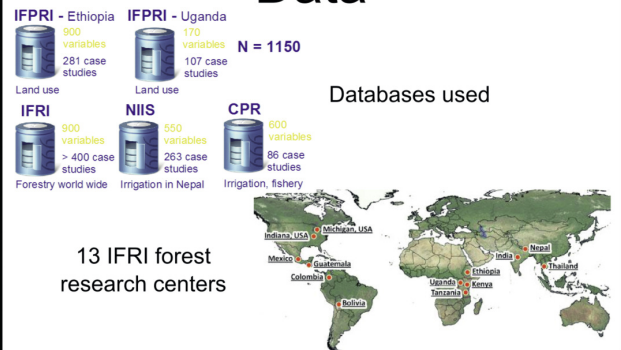 Data
IFPRI - Ethiopia
900
variables
281 case
studies
Land use
IFPRI - Uganda
170
variables
107 case
studies
Land use
N = 1150
IFRI
900
variables
> 400 case
studies
Forestry world wide
NIIS
550
variables
263 case
studies
Irrigation in Nepal
CPR
600
variables
86 case
studies
Irrigation, fishery
Databases used
13 IFRI forest
research centers
Michigan, USA
Indiana, USA
Mexico
Guatemala
Colombia
Bolivia
Nepal
India
Thailand
Ethiopia
Uganda
Kenya
Tanzania